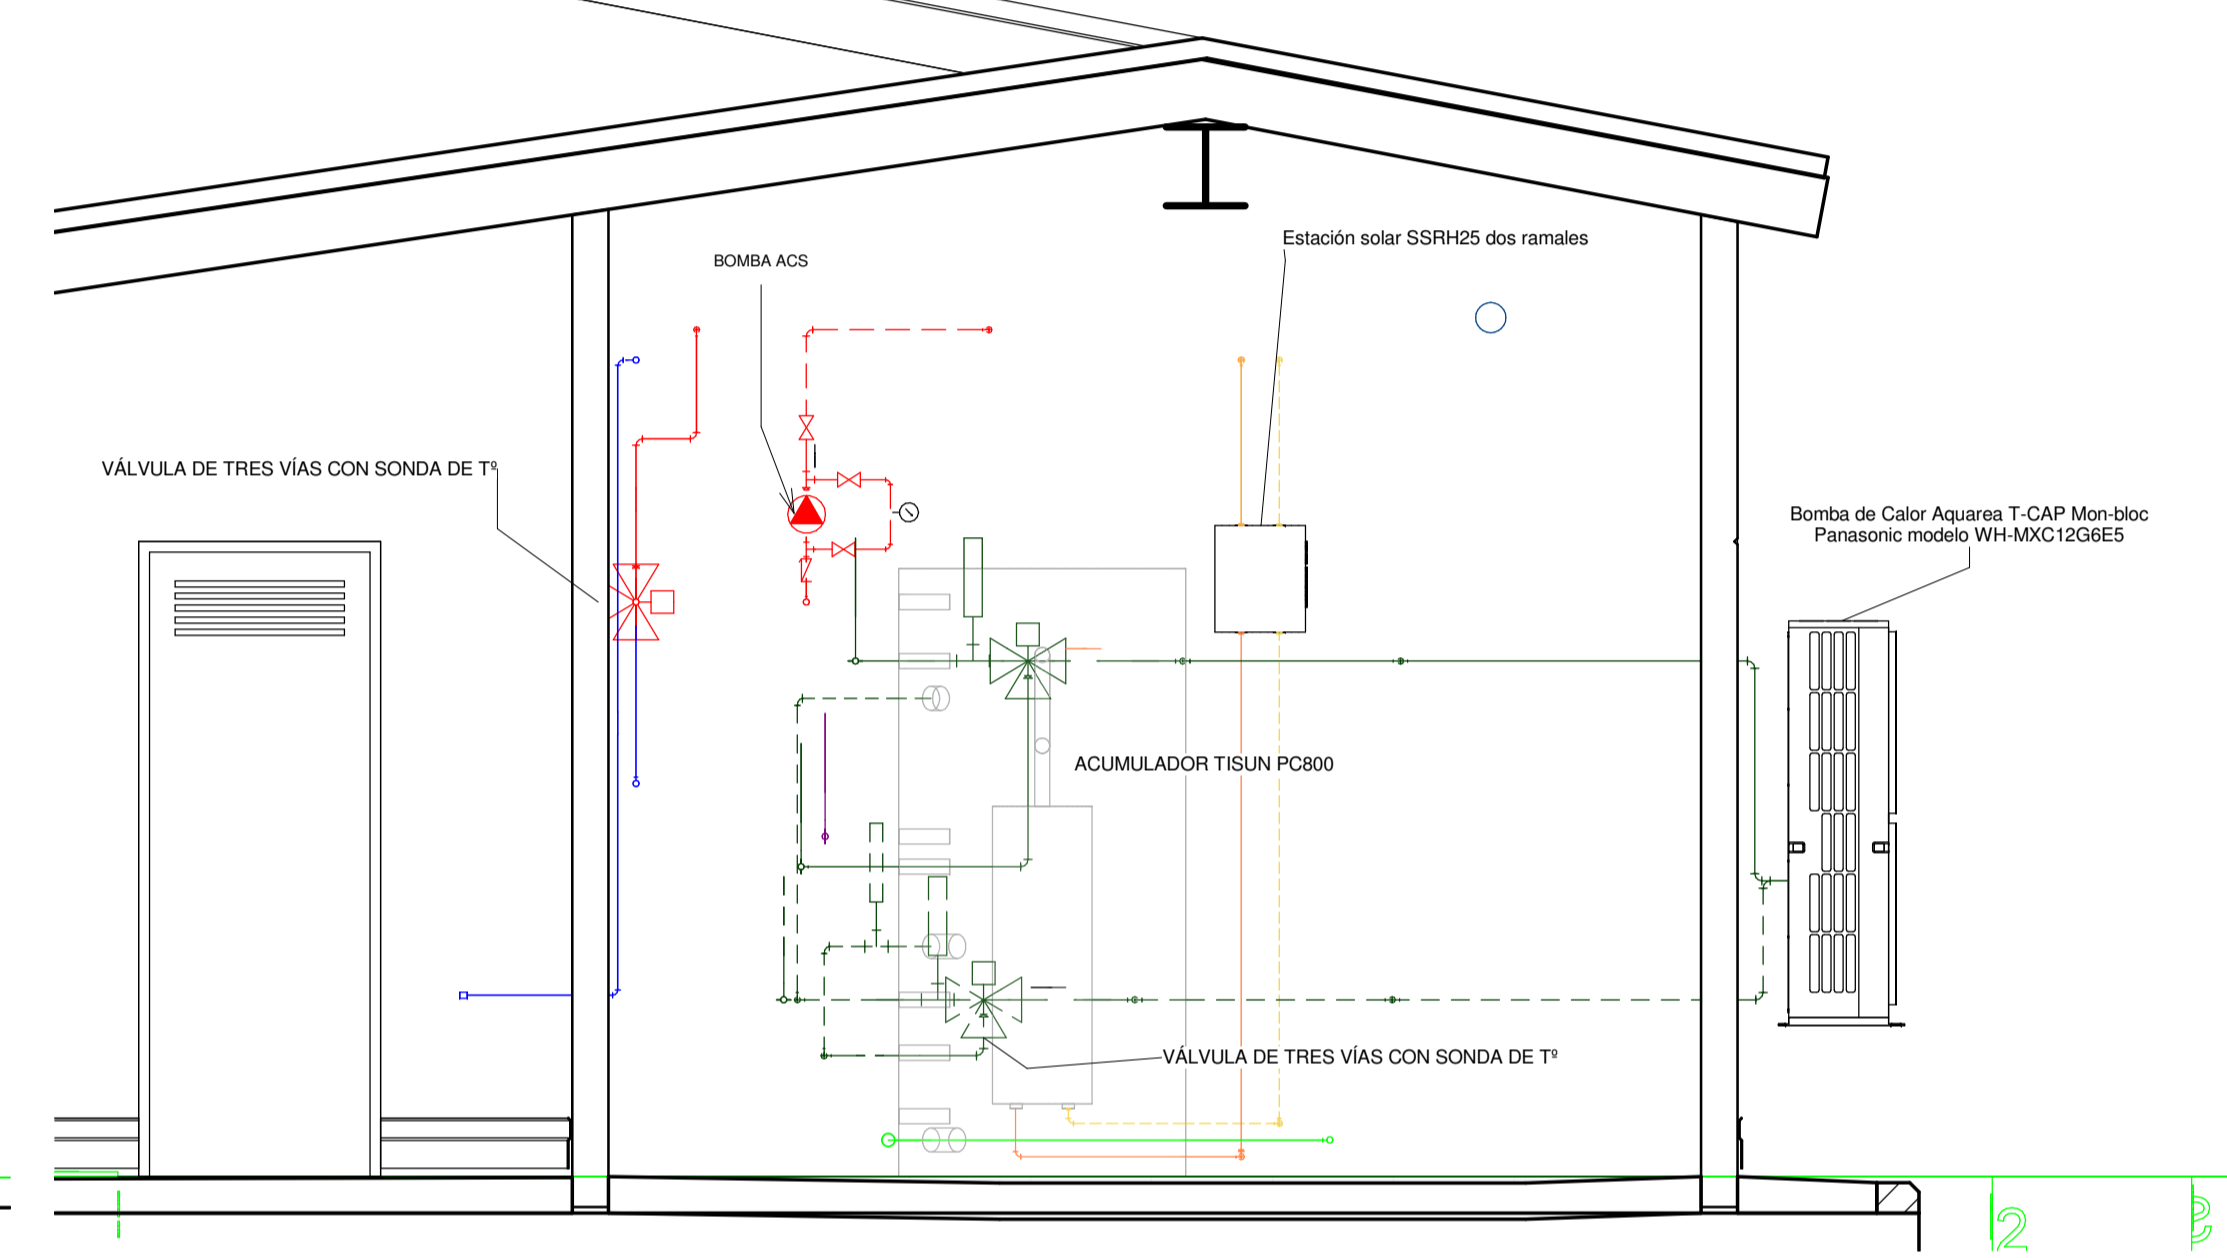 Estación solar SSRH25 dos ramales
BOMBA ACS
VÁLVULA DE TRES VÍAS CON SONDA DE Tº
Bomba de Calor Aquarea T-CAP Mon-bloc
Panasonic modelo WH-MXC12G6E5
ACUMULADOR TISUN PC800
VÁLVULA DE TRES VÍAS CON SONDA DE Tº
2